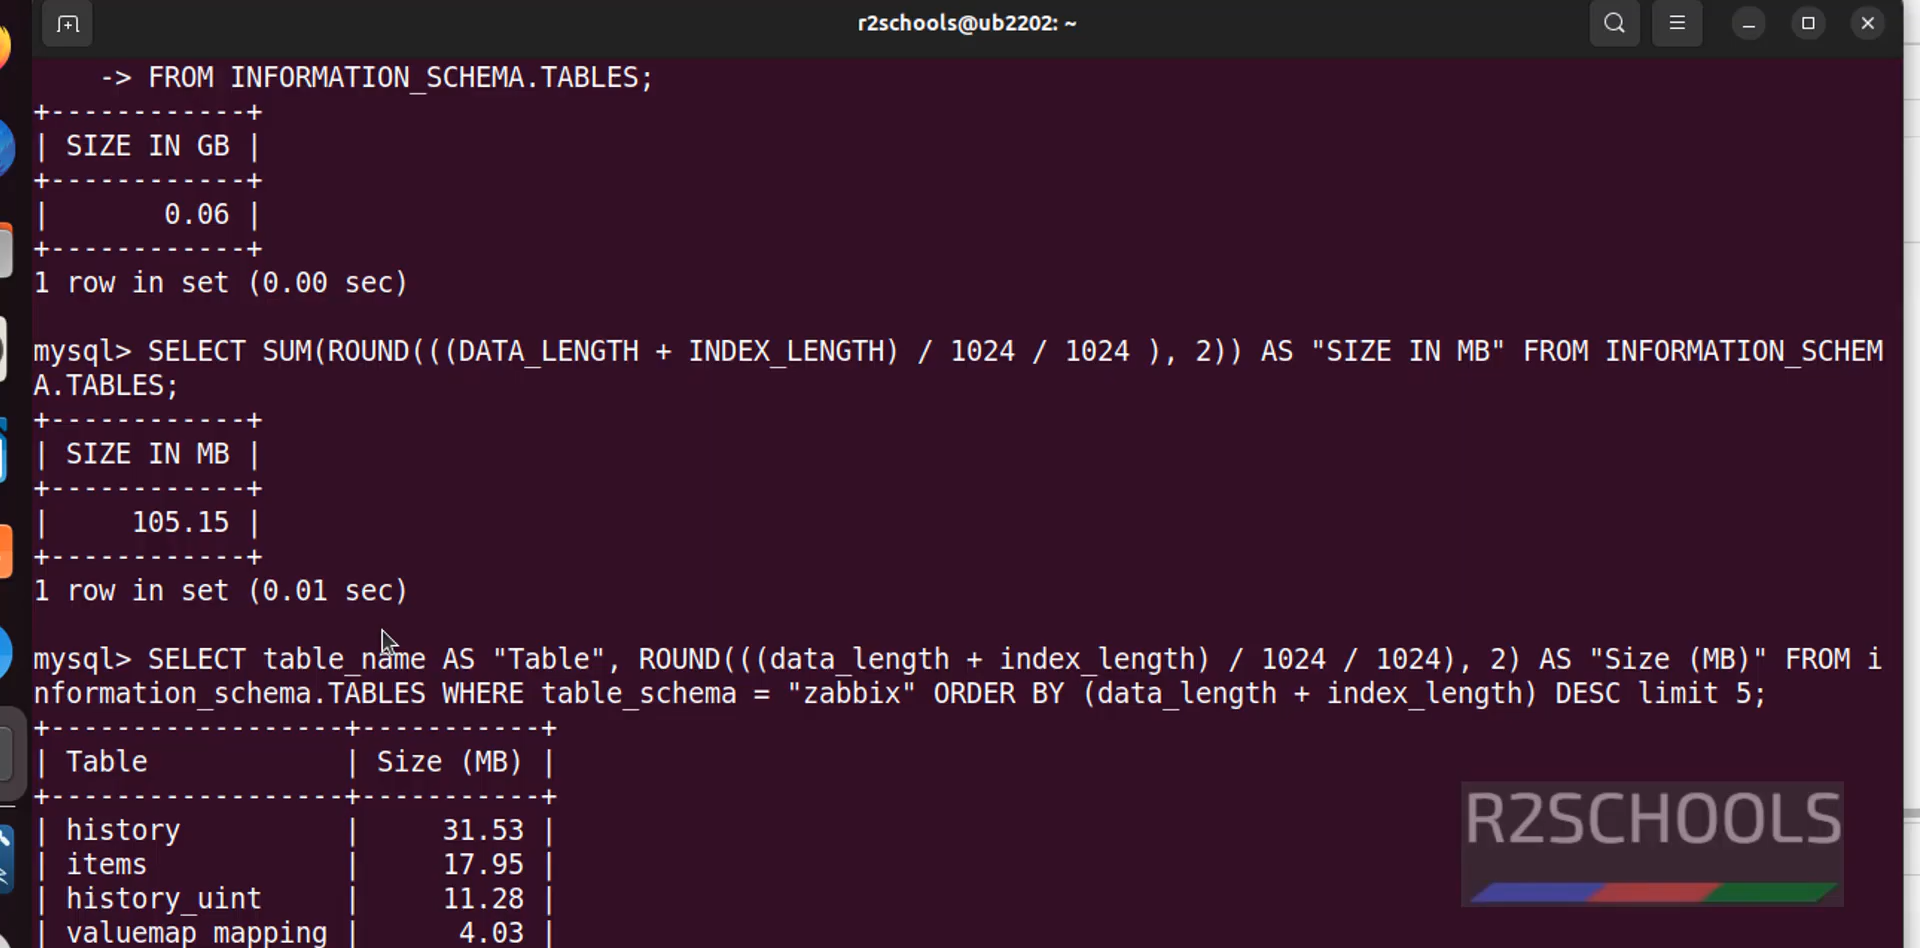 r2schools@ub2202: ~
    -> FROM INFORMATION_SCHEMA.TABLES;
+------------+
| SIZE IN GB |
+------------+
|       0.06 |
+------------+
1 row in set (0.00 sec)

mysql> SELECT SUM(ROUND(((DATA_LENGTH + INDEX_LENGTH) / 1024 / 1024 ), 2)) AS "SIZE IN MB" FROM INFORMATION_SCHEM
A.TABLES;
+------------+
| SIZE IN MB |
+------------+
|     105.15 |
+------------+
1 row in set (0.01 sec)

mysql> SELECT table_name AS "Table", ROUND(((data_length + index_length) / 1024 / 1024), 2) AS "Size (MB)" FROM i
nformation_schema.TABLES WHERE table_schema = "zabbix" ORDER BY (data_length + index_length) DESC limit 5;
+------------------+-----------+
| Table            | Size (MB) |
+------------------+-----------+
| history          |     31.53 |
| items            |     17.95 |
| history_uint     |     11.28 |
| valuemap_mapping |      4.03 |
R2SCHOOLS